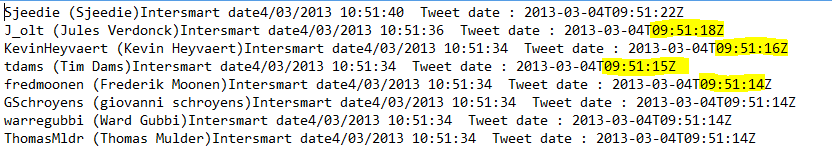 Sjeedie (Sjeedie)Intersmart date4/03/2013 10:51:40  Tweet date : 2013-03-04T09:51:22Z
J_olt (Jules Verdonck)Intersmart date4/03/2013 10:51:36  Tweet date : 2013-03-04T09:51:18Z
KevinHeyvaert (Kevin Heyvaert)Intersmart date4/03/2013 10:51:34  Tweet date : 2013-03-04T09:51:16Z
tdams (Tim Dams)Intersmart date4/03/2013 10:51:34  Tweet date : 2013-03-04T09:51:15Z
fredmoonen (Frederik Moonen)Intersmart date4/03/2013 10:51:34  Tweet date : 2013-03-04T09:51:14Z
GSchroyens (giovanni schroyens)Intersmart date4/03/2013 10:51:34  Tweet date : 2013-03-04T09:51:14Z
warregubbi (Ward Gubbi)Intersmart date4/03/2013 10:51:34  Tweet date : 2013-03-04T09:51:14Z
ThomasMldr (Thomas Mulder)Intersmart date4/03/2013 10:51:34  Tweet date : 2013-03-04T09:51:14Z